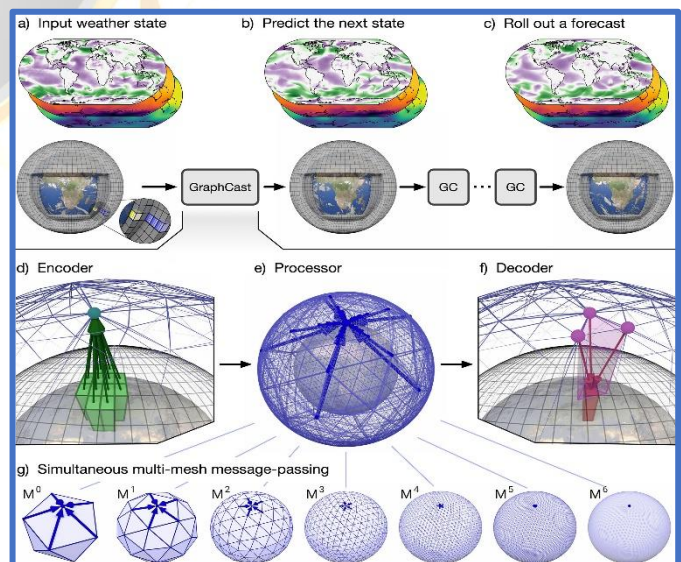 a) Input weather state
b) Predict the next state
c) Roll out a forecast
GraphCast
GC
...
GC
d) Encoder
e) Processor
f) Decoder
g) Simultaneous multi-mesh message-passing
M⁰
M¹
M²
M³
M⁴
M⁵
M⁶